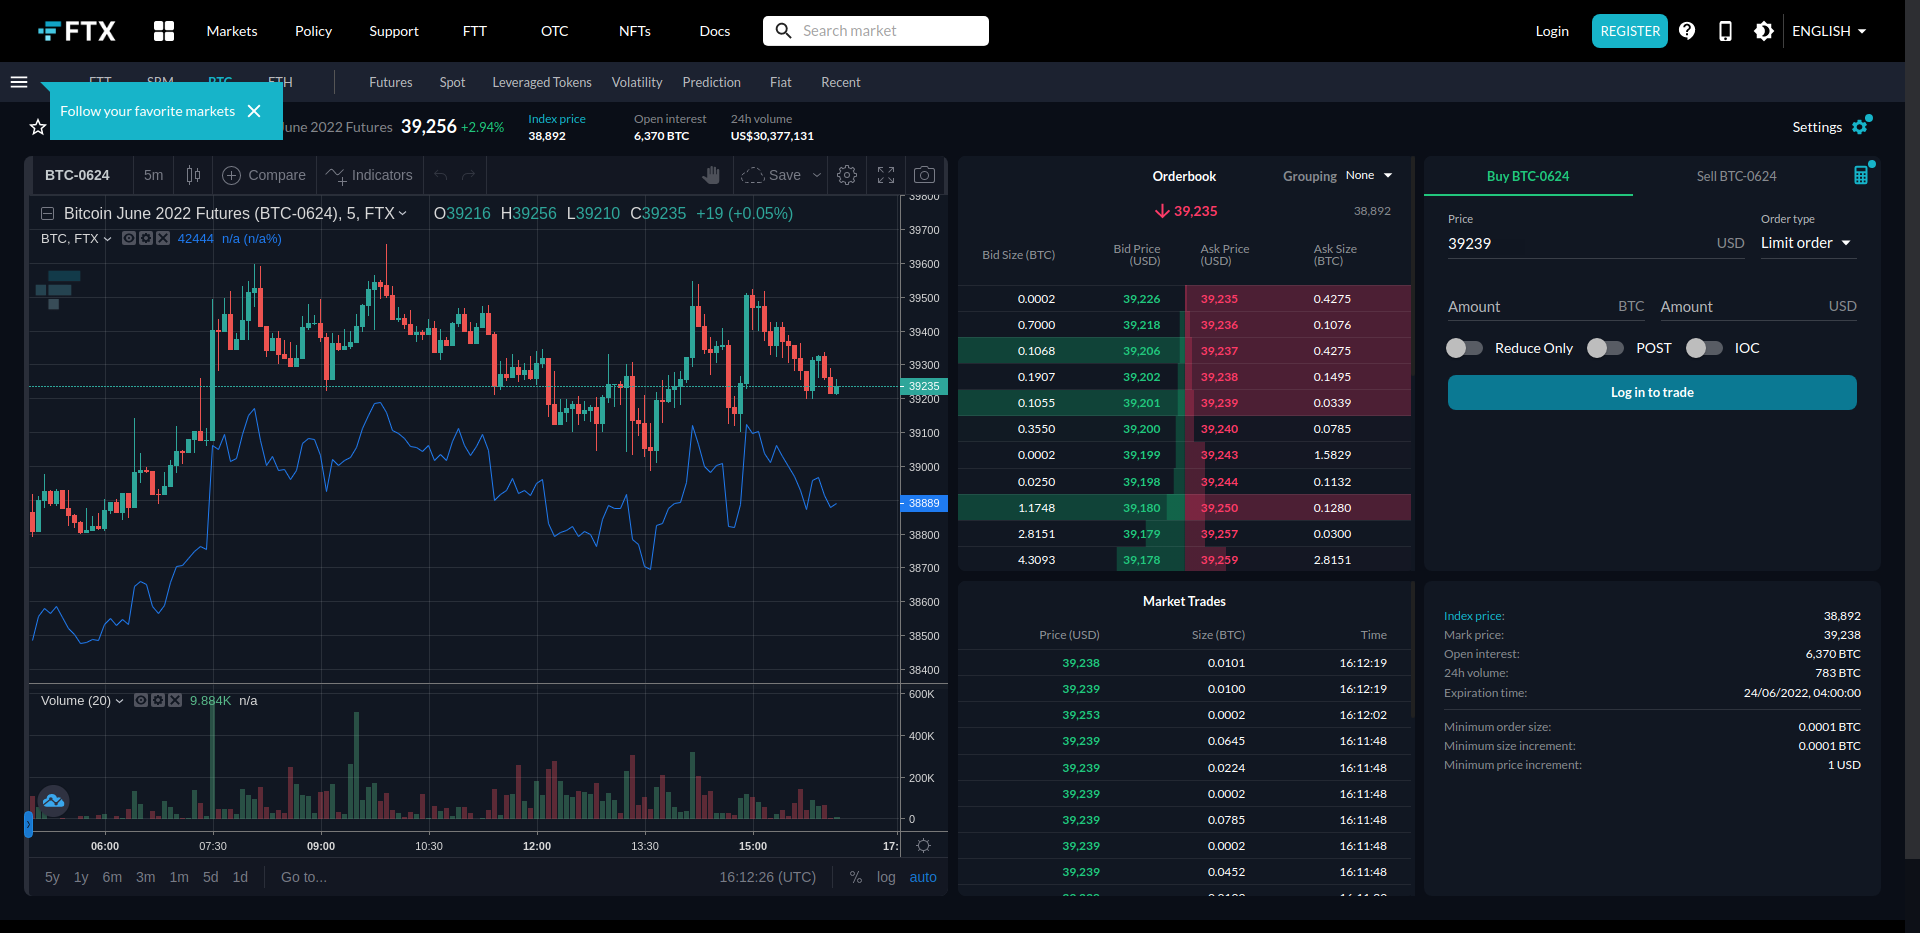 FTX Markets Policy Support FTT OTC NFTs Docs Search market Login REGISTER ENGLISH
BTC Futures Spot Leveraged Tokens Volatility Prediction Fiat Recent
Follow your favorite markets
June 2022 Futures 39,256 +2.94%
Index price
38,892
Open interest
6,370 BTC
24h volume
US$30,377,131
Settings
BTC-0624 5m Compare Indicators Save
Bitcoin June 2022 Futures (BTC-0624), 5, FTX O39216 H39256 L39210 C39235 +19 (+0.05%)
BTC, FTX 42444 n/a (n/a%)
39800
39700
39600
39500
39400
39300
39235
39200
39100
39000
38889
38800
38700
38600
38500
38400
Volume (20) 9.884K n/a
600K
400K
200K
0
06:00 07:30 09:00 10:30 12:00 13:30 15:00 17:
5y 1y 6m 3m 1m 5d 1d Go to... 16:12:26 (UTC) % log auto
Orderbook Grouping None
39,235 38,892
Bid Size (BTC) Bid Price (USD) Ask Price (USD) Ask Size (BTC)
0.0002 39,226 39,235 0.4275
0.7000 39,218 39,236 0.1076
0.1068 39,206 39,237 0.4275
0.1907 39,202 39,238 0.1495
0.1055 39,201 39,239 0.0339
0.3550 39,200 39,240 0.0785
0.0002 39,199 39,243 1.5829
0.0250 39,198 39,244 0.1132
1.1748 39,180 39,250 0.1280
2.8151 39,179 39,257 0.0300
4.3093 39,178 39,259 2.8151
Market Trades
Price (USD) Size (BTC) Time
39,238 0.0101 16:12:19
39,239 0.0100 16:12:19
39,253 0.0002 16:12:02
39,239 0.0645 16:11:48
39,239 0.0224 16:11:48
39,239 0.0002 16:11:48
39,239 0.0785 16:11:48
39,239 0.0002 16:11:48
39,239 0.0452 16:11:48
Buy BTC-0624 Sell BTC-0624
Price Order type
39239 USD Limit order
Amount BTC Amount USD
Reduce Only POST IOC
Log in to trade
Index price: 38,892
Mark price: 39,238
Open interest: 6,370 BTC
24h volume: 783 BTC
Expiration time: 24/06/2022, 04:00:00
Minimum order size: 0.0001 BTC
Minimum size increment: 0.0001 BTC
Minimum price increment: 1 USD